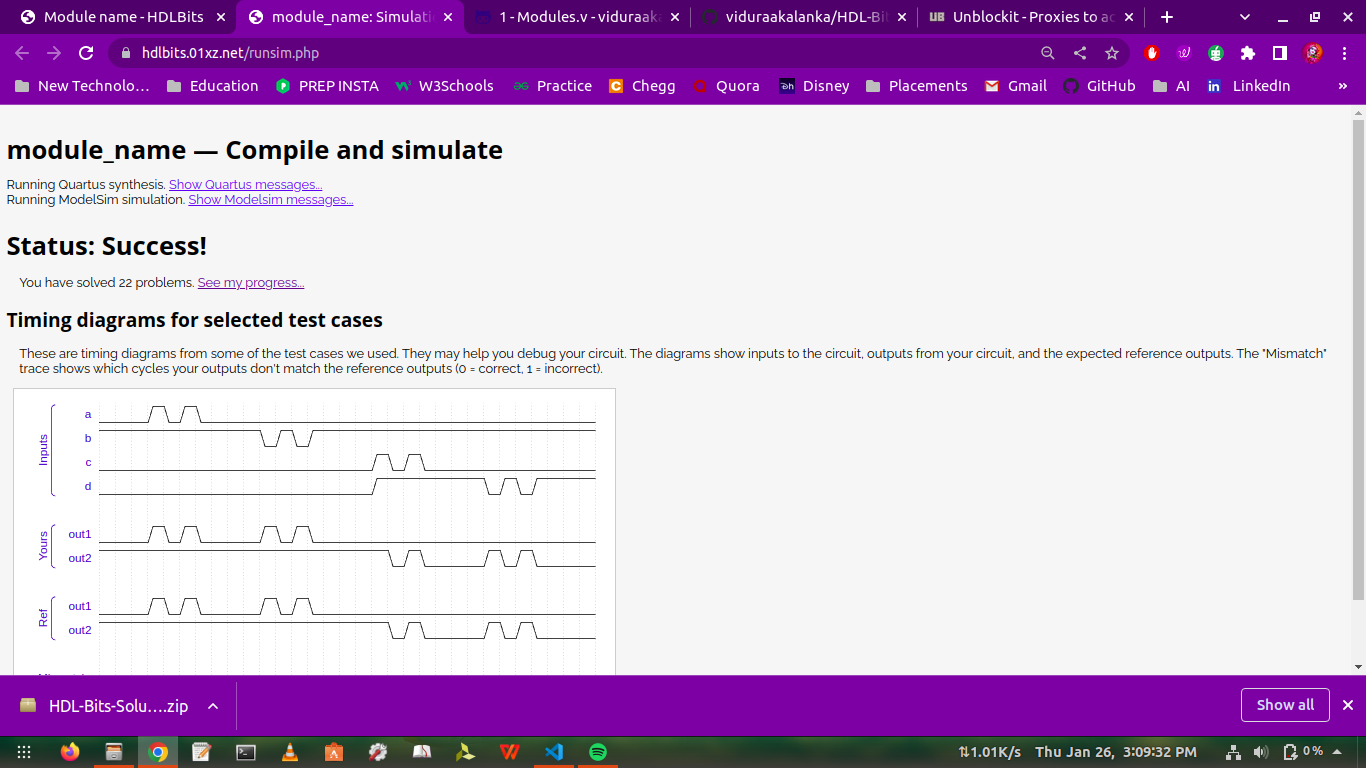 Module name - HDLBits
module_name: Simulati
1 - Modules.v - viduraaka
viduraakalanka/HDL-Bi
UB Unblockit - Proxies to ac
hdlbits.01xz.net/runsim.php
New Technolo…
Education
PREP INSTA
W3Schools
Practice
Chegg
Quora
Disney
Placements
Gmail
GitHub
AI
LinkedIn
»
module_name — Compile and simulate
Running Quartus synthesis. Show Quartus messages...
Running ModelSim simulation. Show Modelsim messages...
Status: Success!
You have solved 22 problems. See my progress...
Timing diagrams for selected test cases
These are timing diagrams from some of the test cases we used. They may help you debug your circuit. The diagrams show inputs to the circuit, outputs from your circuit, and the expected reference outputs. The "Mismatch"
trace shows which cycles your outputs don't match the reference outputs (0 = correct, 1 = incorrect).
Inputs
a
b
c
d
Yours
out1
out2
Ref
out1
out2
HDL-Bits-Solu….zip
Show all
1.01K/s
Thu Jan 26, 3:09:32 PM
0 %